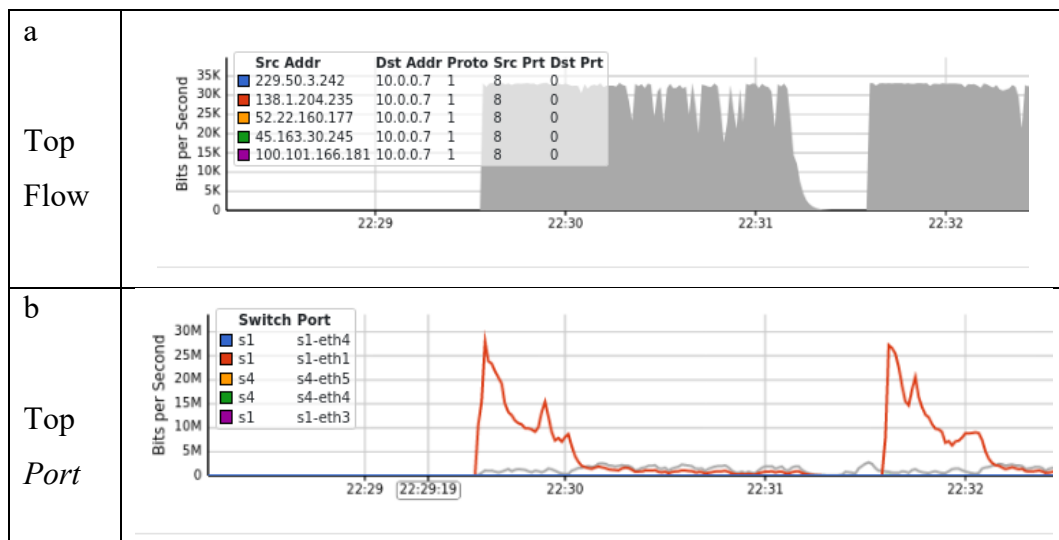 a
Top
Flow
Src Addr Dst Addr Proto Src Prt Dst Prt
229.50.3.242 10.0.0.7 1 8 0
138.1.204.235 10.0.0.7 1 8 0
52.22.160.177 10.0.0.7 1 8 0
45.163.30.245 10.0.0.7 1 8 0
100.101.166.181 10.0.0.7 1 8 0
Bits per Second
35K
30K
25K
20K
15K
10K
5K
0
22:29 22:30 22:31 22:32
b
Top
Port
Switch Port
s1 s1-eth4
s1 s1-eth1
s4 s4-eth5
s4 s4-eth4
s1 s1-eth3
Bits per Second
30M
25M
20M
15M
10M
5M
0
22:29 22:29:19 22:30 22:31 22:32